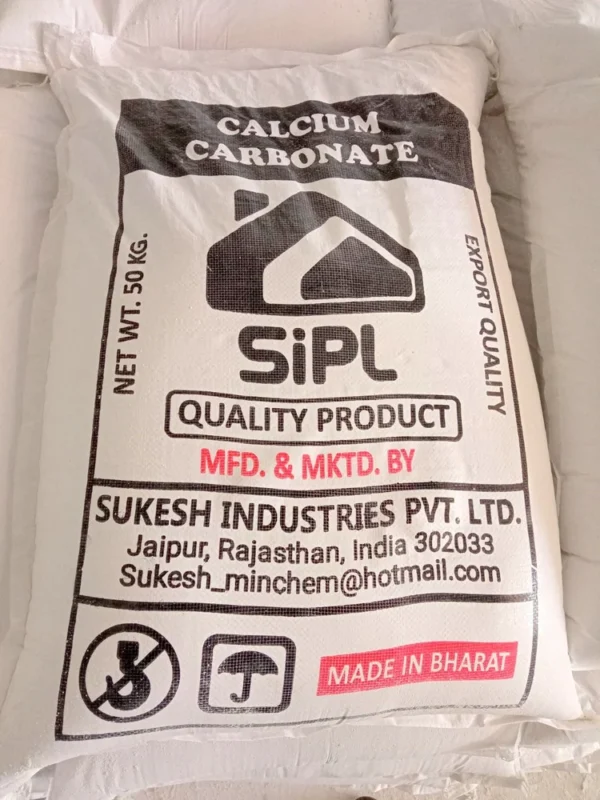 CALCIUM
CARBONATE
NET WT. 50 KG.
EXPORT QUALITY
SiPL
QUALITY PRODUCT
MFD. & MKTD. BY
SUKESH INDUSTRIES PVT. LTD.
Jaipur, Rajasthan, India 302033
Sukesh_minchem@hotmail.com
MADE IN BHARAT